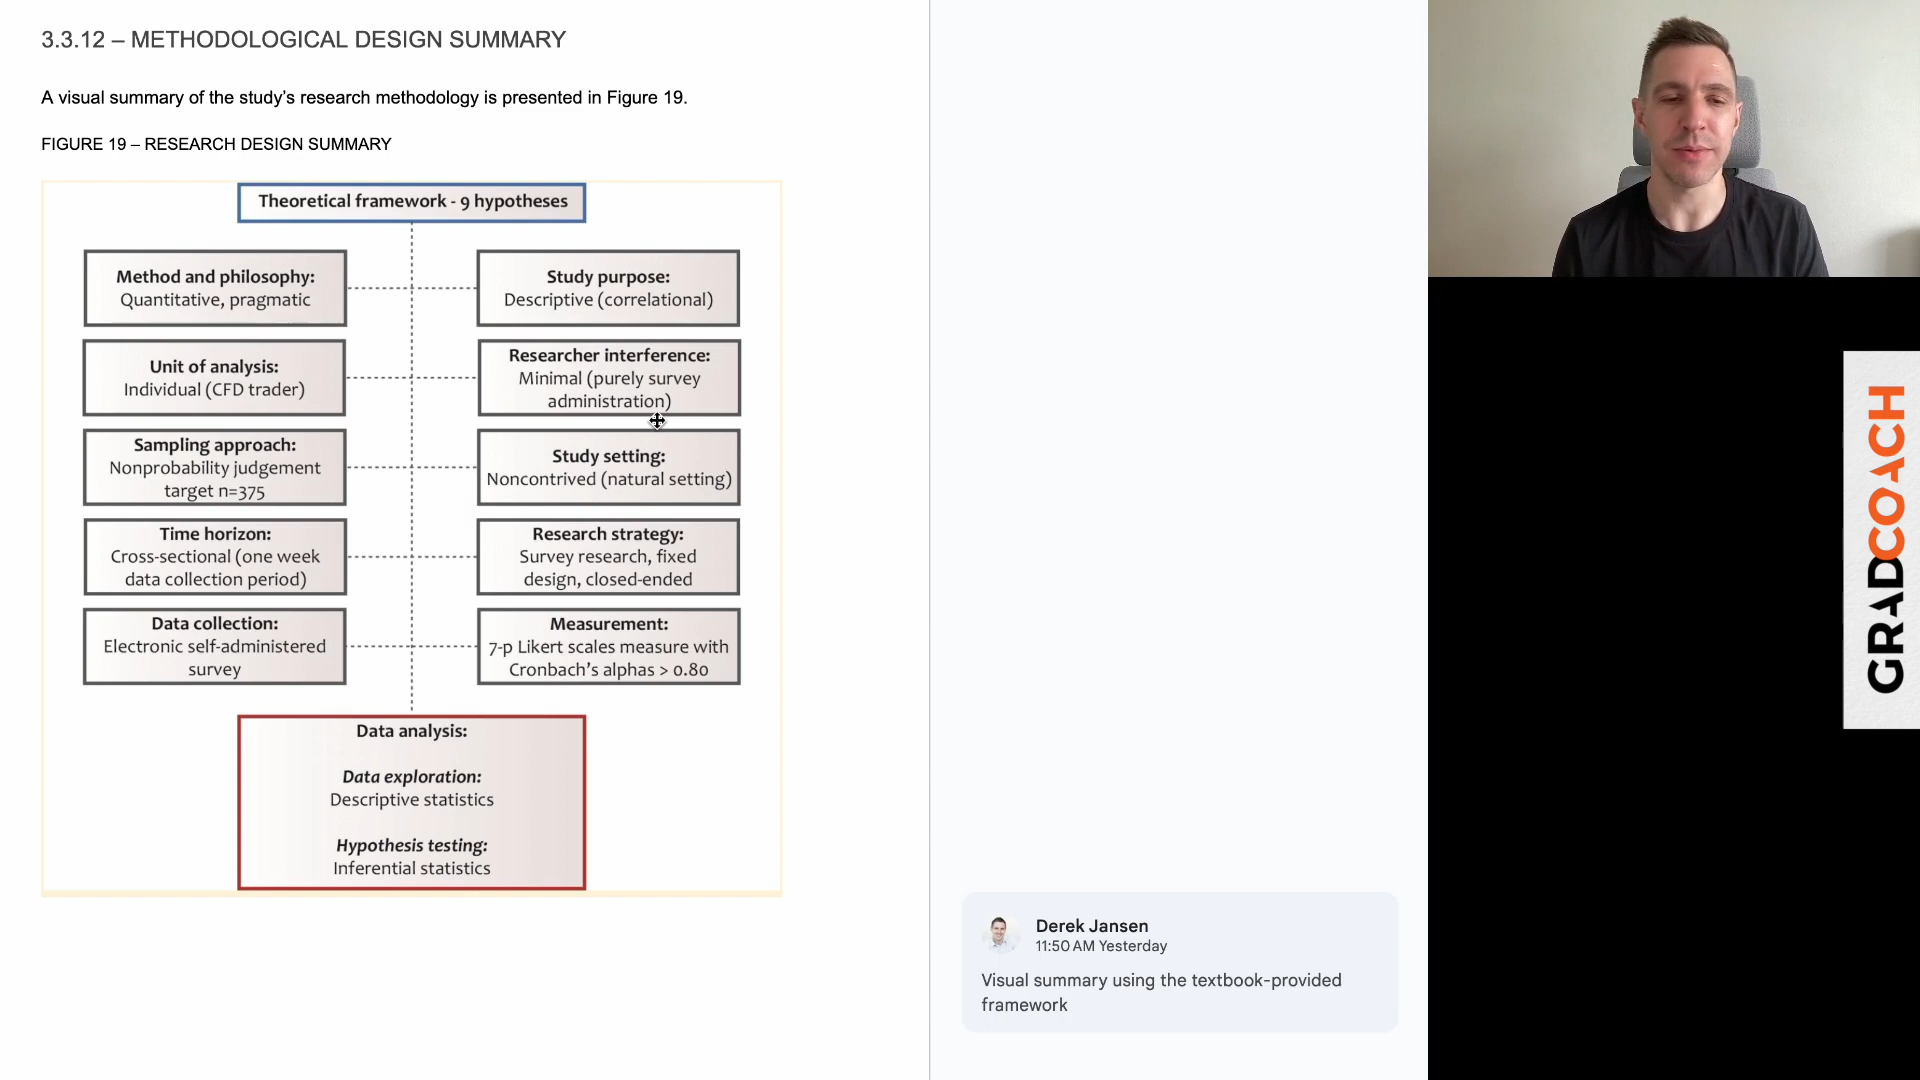 3.3.12 – METHODOLOGICAL DESIGN SUMMARY
A visual summary of the study’s research methodology is presented in Figure 19.
FIGURE 19 – RESEARCH DESIGN SUMMARY
Theoretical framework - 9 hypotheses
Method and philosophy:
Quantitative, pragmatic
Study purpose:
Descriptive (correlational)
Unit of analysis:
Individual (CFD trader)
Researcher interference:
Minimal (purely survey
administration)
Sampling approach:
Nonprobability judgement
target n=375
Study setting:
Noncontrived (natural setting)
Time horizon:
Cross-sectional (one week
data collection period)
Research strategy:
Survey research, fixed
design, closed-ended
Data collection:
Electronic self-administered
survey
Measurement:
7-p Likert scales measure with
Cronbach’s alphas > 0.80
Data analysis:
Data exploration:
Descriptive statistics
Hypothesis testing:
Inferential statistics
Derek Jansen
11:50 AM Yesterday
Visual summary using the textbook-provided
framework
GRADCOACH